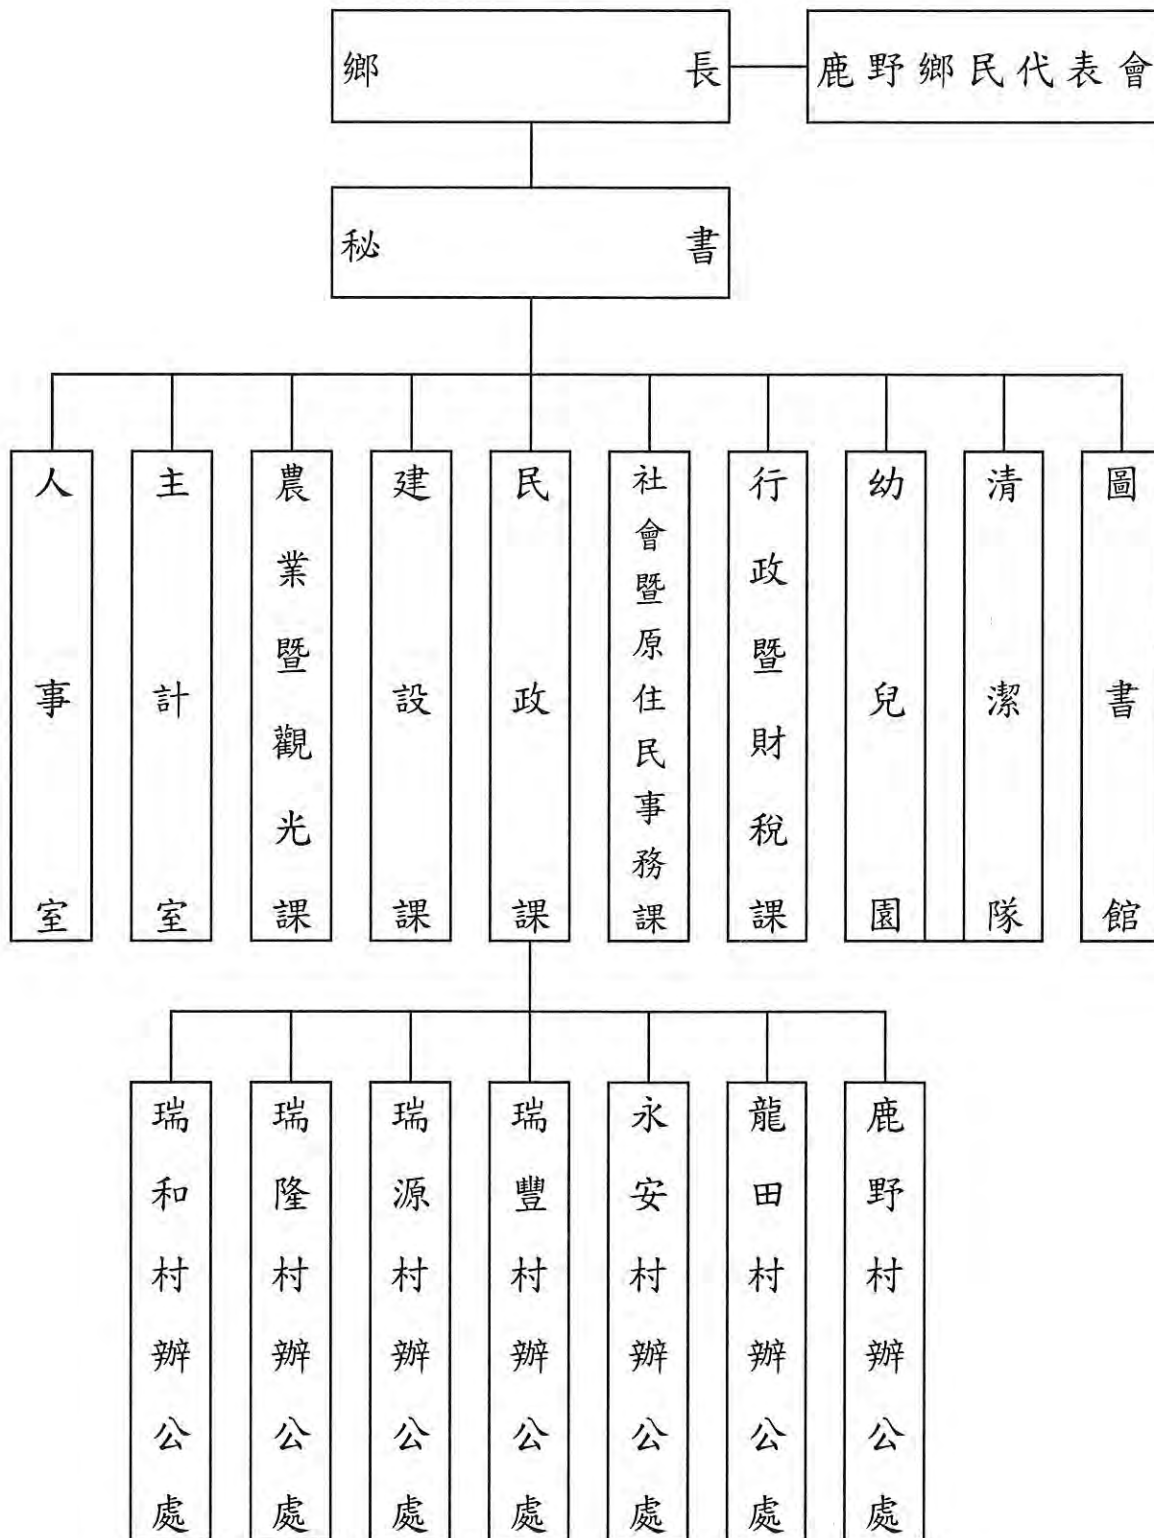 鄉長
鹿野鄉民代表會
秘書
人事室
主計室
農業暨觀光課
建設課
民政課
社會暨原住民事務課
行政暨財稅課
幼兒園
清潔隊
圖書館
瑞和村辦公處
瑞隆村辦公處
瑞源村辦公處
瑞豐村辦公處
永安村辦公處
龍田村辦公處
鹿野村辦公處